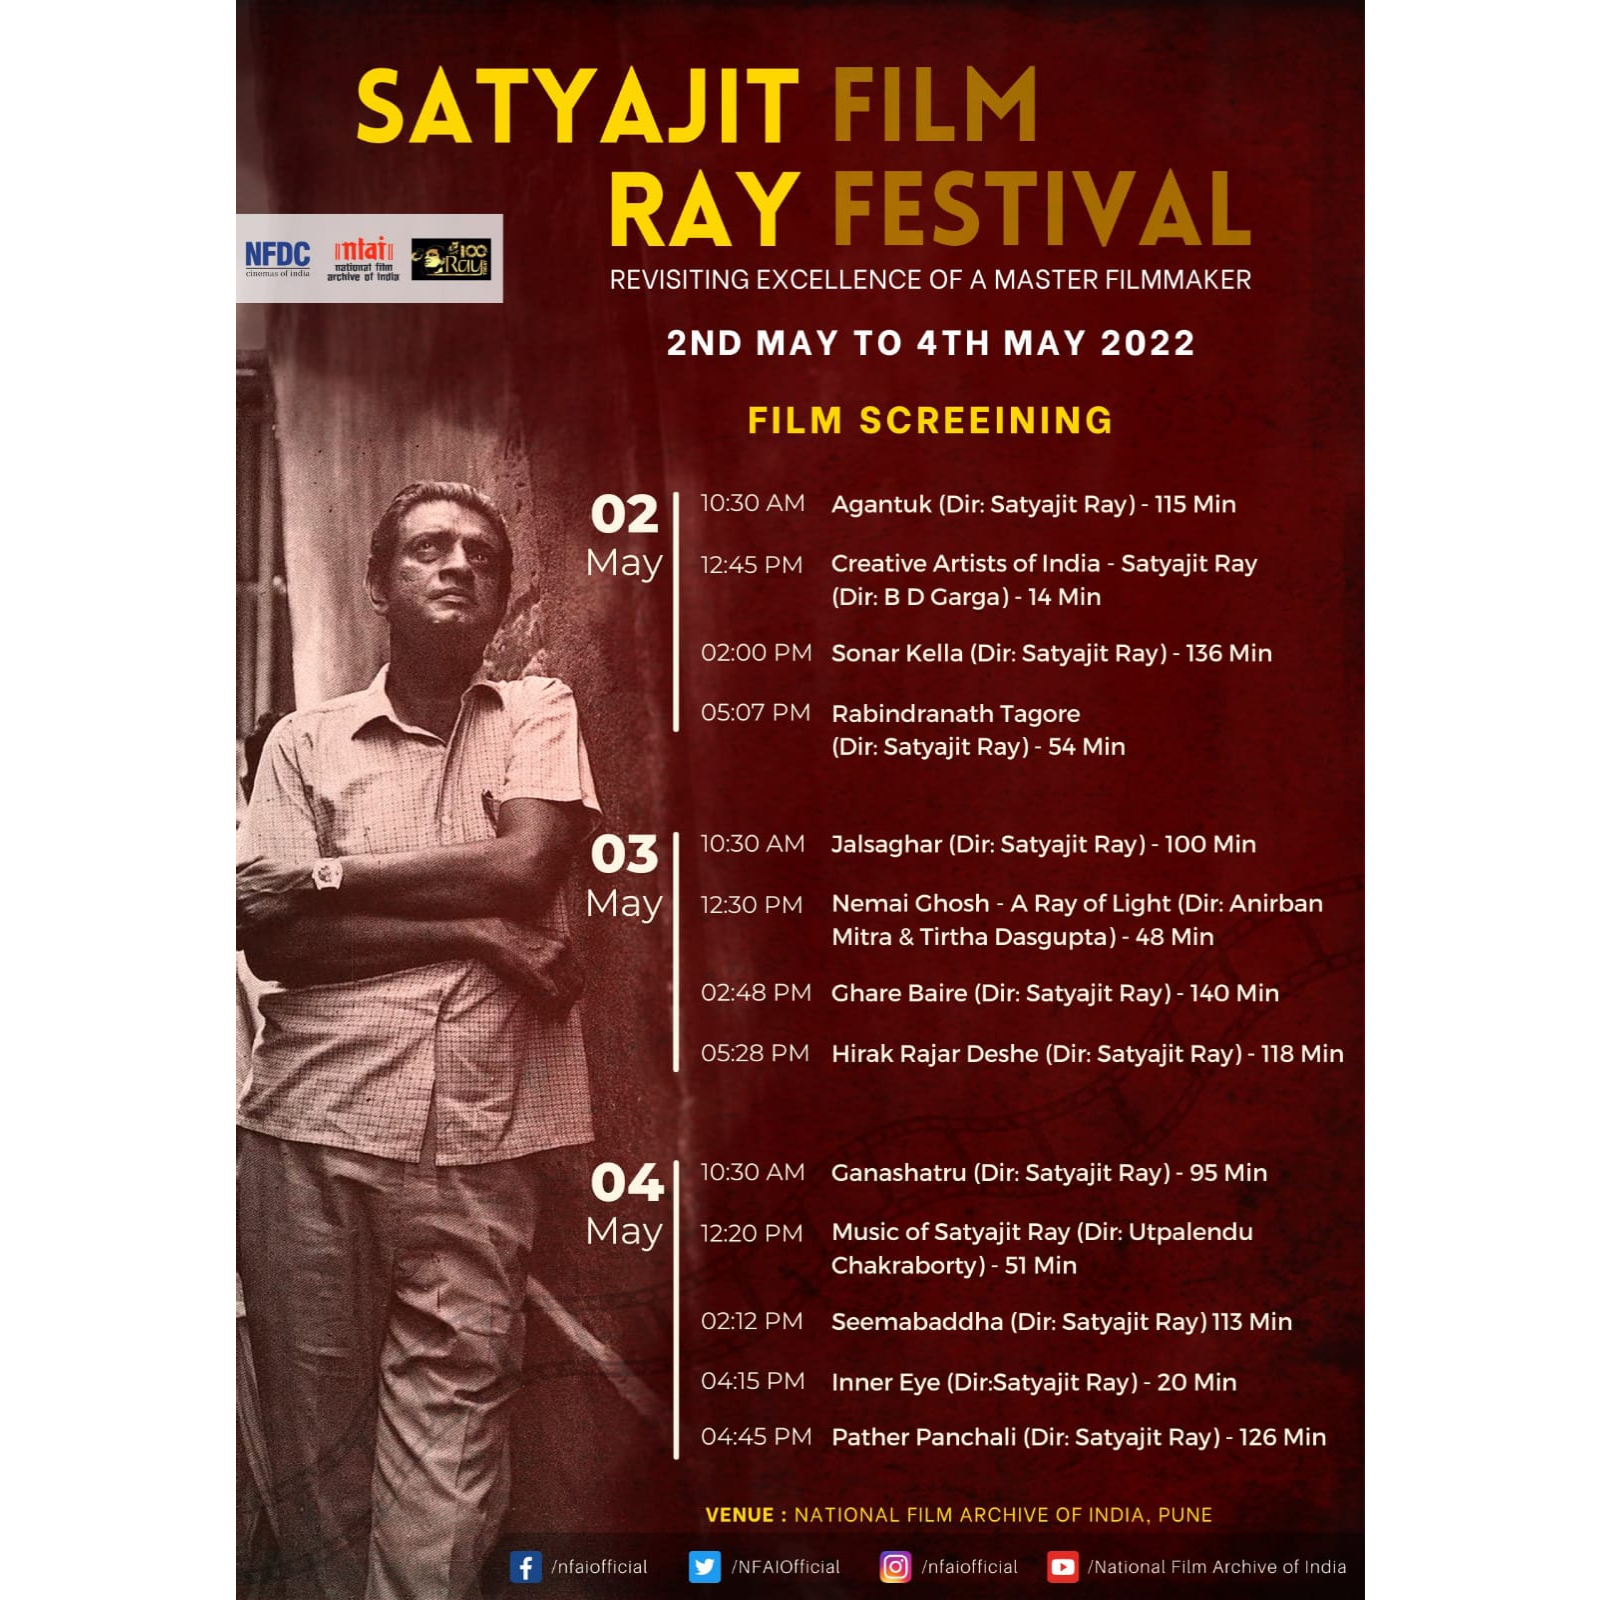 SATYAJIT FILM
RAY FESTIVAL
NFDC
cinemas of india
nfai
national film
archive of India
100
Ray
REVISITING EXCELLENCE OF A MASTER FILMMAKER
2ND MAY TO 4TH MAY 2022
FILM SCREEINING
02
May
10:30 AM Agantuk (Dir: Satyajit Ray) - 115 Min
12:45 PM Creative Artists of India - Satyajit Ray
(Dir: B D Garga) - 14 Min
02:00 PM Sonar Kella (Dir: Satyajit Ray) - 136 Min
05:07 PM Rabindranath Tagore
(Dir: Satyajit Ray) - 54 Min
03
May
10:30 AM Jalsaghar (Dir: Satyajit Ray) - 100 Min
12:30 PM Nemai Ghosh - A Ray of Light (Dir: Anirban
Mitra & Tirtha Dasgupta) - 48 Min
02:48 PM Ghare Baire (Dir: Satyajit Ray) - 140 Min
05:28 PM Hirak Rajar Deshe (Dir: Satyajit Ray) - 118 Min
04
May
10:30 AM Ganashatru (Dir: Satyajit Ray) - 95 Min
12:20 PM Music of Satyajit Ray (Dir: Utpalendu
Chakraborty) - 51 Min
02:12 PM Seemabaddha (Dir: Satyajit Ray) 113 Min
04:15 PM Inner Eye (Dir:Satyajit Ray) - 20 Min
04:45 PM Pather Panchali (Dir: Satyajit Ray) - 126 Min
VENUE : NATIONAL FILM ARCHIVE OF INDIA, PUNE
/nfaiofficial /NFAIOfficial /nfaiofficial /National Film Archive of India